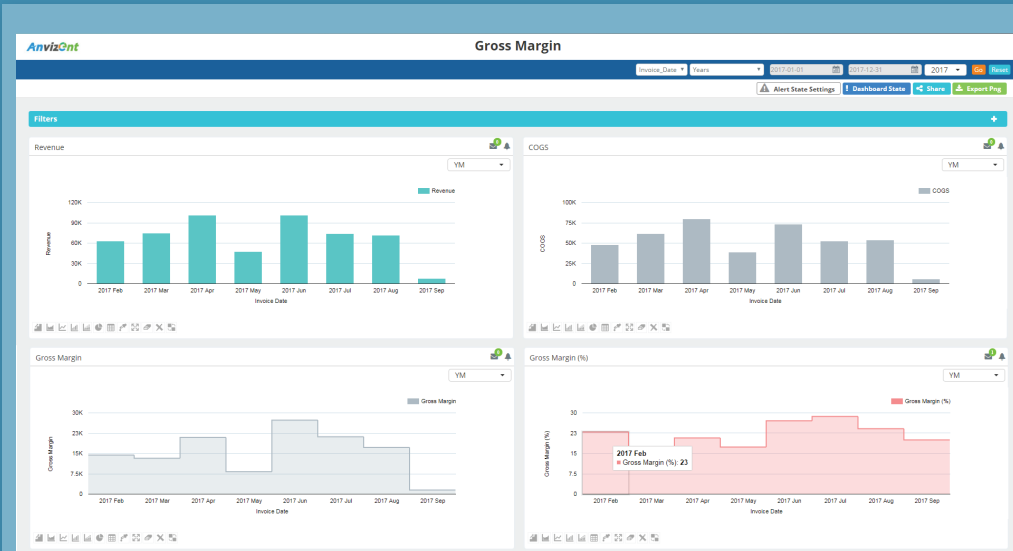 AnvizEnt
Gross Margin
Invoice_Date Years 2017-01-01 2017-12-31 2017 Go Reset
Alert State Settings Dashboard State Share Export Png
Filters
Revenue
YM
Revenue
120K
90K
60K
30K
0
Revenue
2017 Feb 2017 Mar 2017 Apr 2017 May 2017 Jun 2017 Jul 2017 Aug 2017 Sep
Invoice Date
COGS
YM
COGS
100K
75K
50K
25K
0
COGS
2017 Feb 2017 Mar 2017 Apr 2017 May 2017 Jun 2017 Jul 2017 Aug 2017 Sep
Invoice Date
Gross Margin
YM
Gross Margin
30K
23K
15K
7.5K
0
Gross Margin
2017 Feb 2017 Mar 2017 Apr 2017 May 2017 Jun 2017 Jul 2017 Aug 2017 Sep
Invoice Date
Gross Margin (%)
YM
Gross Margin (%)
30
23
15
7.5
0
Gross Margin (%)
2017 Feb
Gross Margin (%): 23
2017 Feb 2017 Mar 2017 Apr 2017 May 2017 Jun 2017 Jul 2017 Aug 2017 Sep
Invoice Date